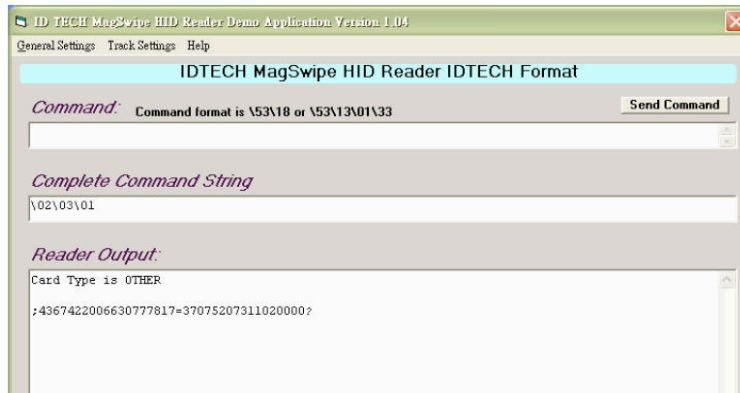 ID TECH MagSwipe HID Reader Demo Application Version 1.04
General Settings Track Settings Help
IDTECH MagSwipe HID Reader IDTECH Format
Command: Command format is \53\18 or \53\13\01\33 Send Command
Complete Command String
\02\03\01
Reader Output:
Card Type is OTHER
;4367422006630777817=37075207311020000?